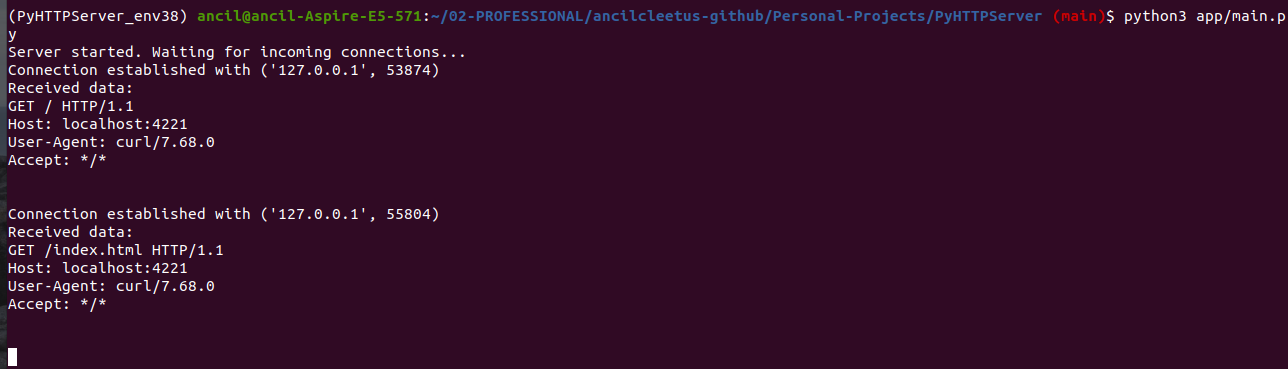 (PyHTTPServer_env38) ancil@ancil-Aspire-E5-571:~/02-PROFESSIONAL/ancilcleetus-github/Personal-Projects/PyHTTPServer (main)$ python3 app/main.p
y
Server started. Waiting for incoming connections...
Connection established with ('127.0.0.1', 53874)
Received data:
GET / HTTP/1.1
Host: localhost:4221
User-Agent: curl/7.68.0
Accept: */*
Connection established with ('127.0.0.1', 55804)
Received data:
GET /index.html HTTP/1.1
Host: localhost:4221
User-Agent: curl/7.68.0
Accept: */*